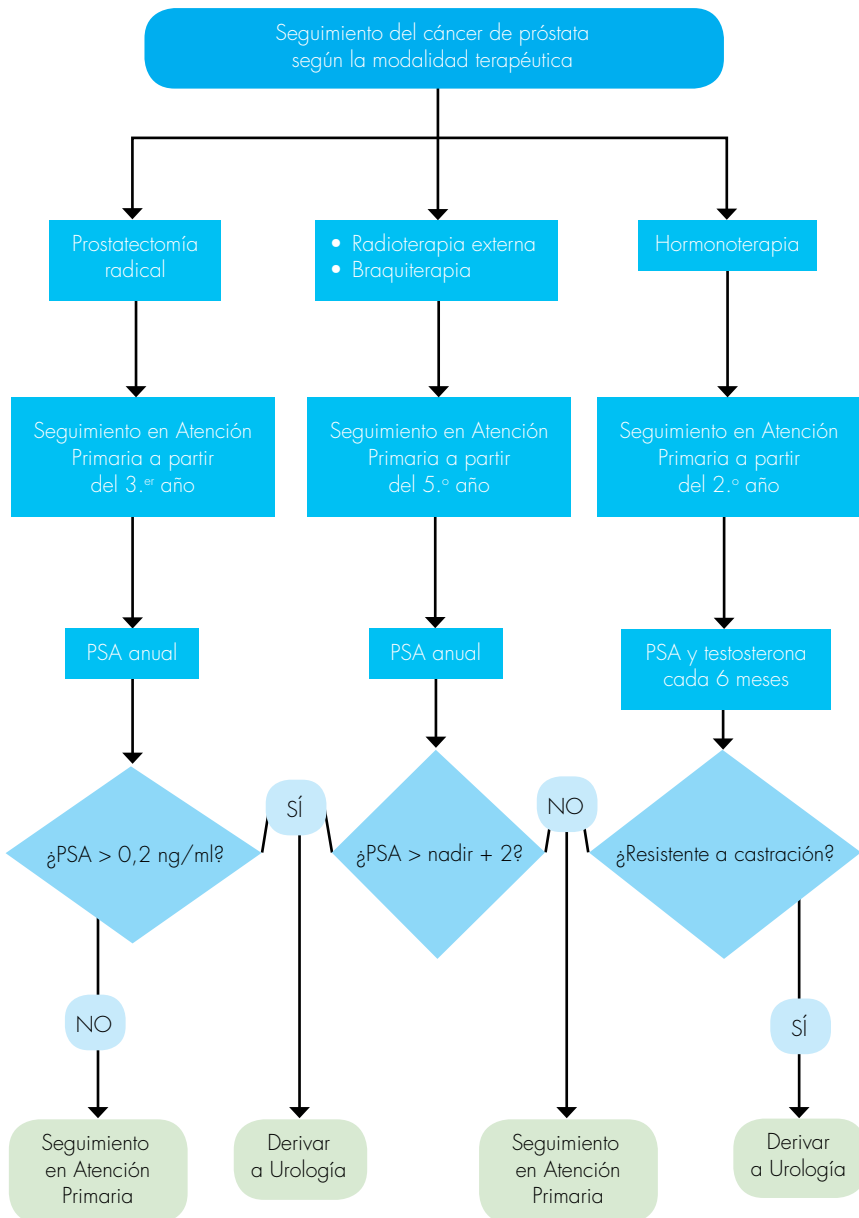 Seguimiento del cáncer de próstata
según la modalidad terapéutica
Prostatectomía
radical
• Radioterapia externa
• Braquiterapia
Hormonoterapia
Seguimiento en Atención
Primaria a partir
del 3.er año
Seguimiento en Atención
Primaria a partir
del 5.º año
Seguimiento en Atención
Primaria a partir
del 2.º año
PSA anual
PSA anual
PSA y testosterona
cada 6 meses
¿PSA > 0,2 ng/ml?
SÍ
¿PSA > nadir + 2?
NO
¿Resistente a castración?
NO
SÍ
Seguimiento
en Atención
Primaria
Derivar
a Urología
Seguimiento
en Atención
Primaria
Derivar
a Urología